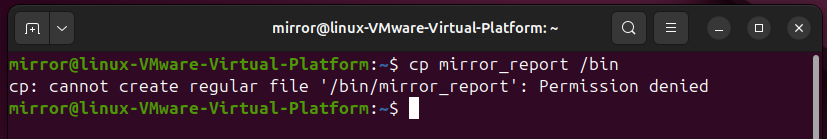 mirror@linux-VMware-Virtual-Platform: ~
mirror@linux-VMware-Virtual-Platform:~$ cp mirror_report /bin
cp: cannot create regular file '/bin/mirror_report': Permission denied
mirror@linux-VMware-Virtual-Platform:~$